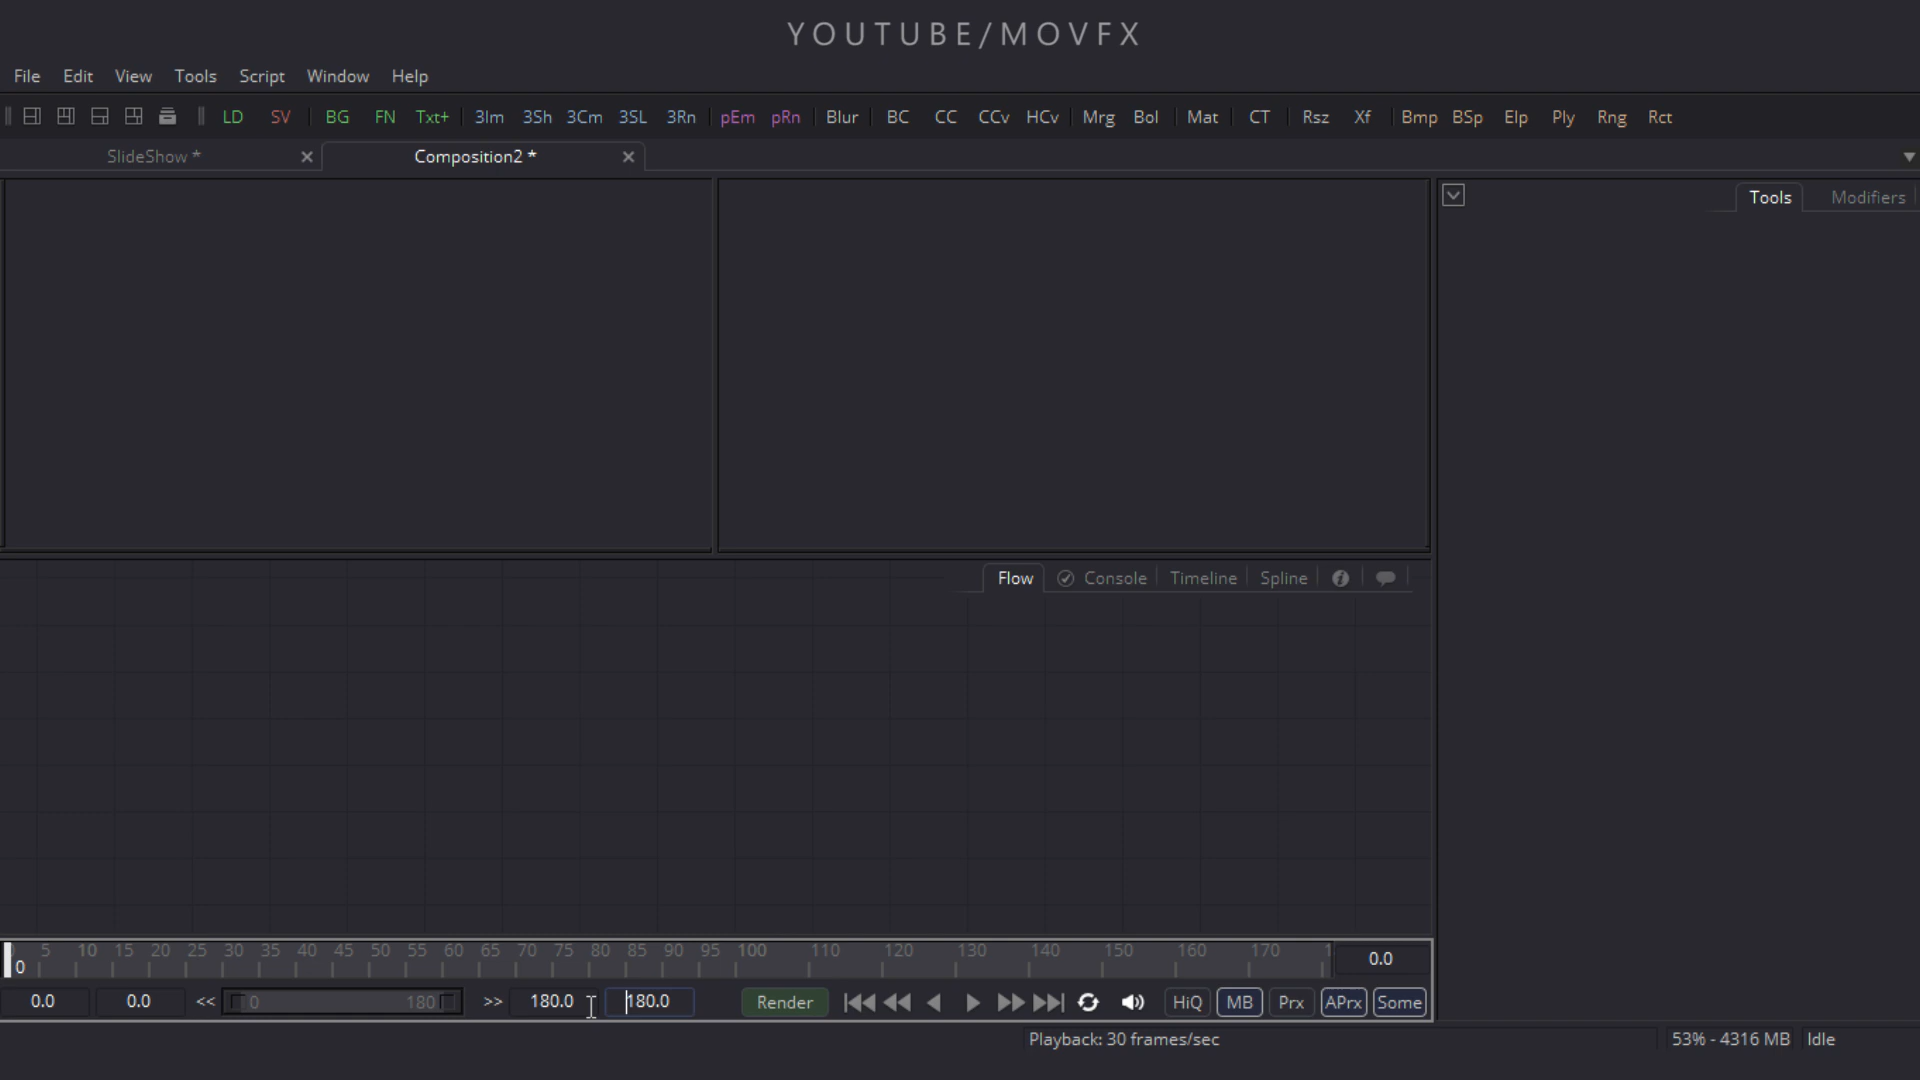 YOUTUBE/MOVFX
File Edit View Tools Script Window Help
LD SV BG FN Txt+ 3Im 3Sh 3Cm 3SL 3Rn pEm pRn Blur BC CC CCv HCv Mrg Bol Mat CT Rsz Xf Bmp BSp Elp Ply Rng Rct
SlideShow * Composition2 *
Tools Modifiers
Flow Console Timeline Spline
0 5 10 15 20 25 30 35 40 45 50 55 60 65 70 75 80 85 90 95 100 110 120 130 140 150 160 170 1 0.0
0.0 0.0 << 0 180 >> 180.0 180.0 Render HiQ MB Prx APrx Some
Playback: 30 frames/sec 53% - 4316 MB Idle